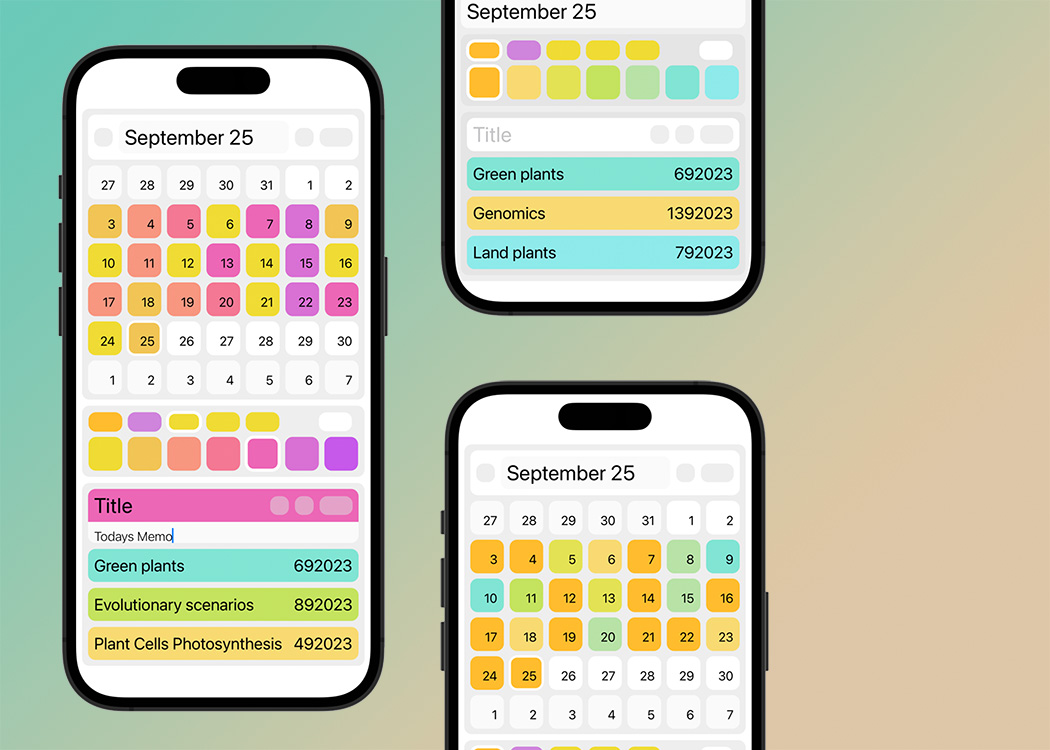 September 25
27 28 29 30 31 1 2
3 4 5 6 7 8 9
10 11 12 13 14 15 16
17 18 19 20 21 22 23
24 25 26 27 28 29 30
1 2 3 4 5 6 7
Title
Todays Memo
Green plants 692023
Evolutionary scenarios 892023
Plant Cells Photosynthesis 492023
September 25
Title
Green plants 692023
Genomics 1392023
Land plants 792023
September 25
27 28 29 30 31 1 2
3 4 5 6 7 8 9
10 11 12 13 14 15 16
17 18 19 20 21 22 23
24 25 26 27 28 29 30
1 2 3 4 5 6 7